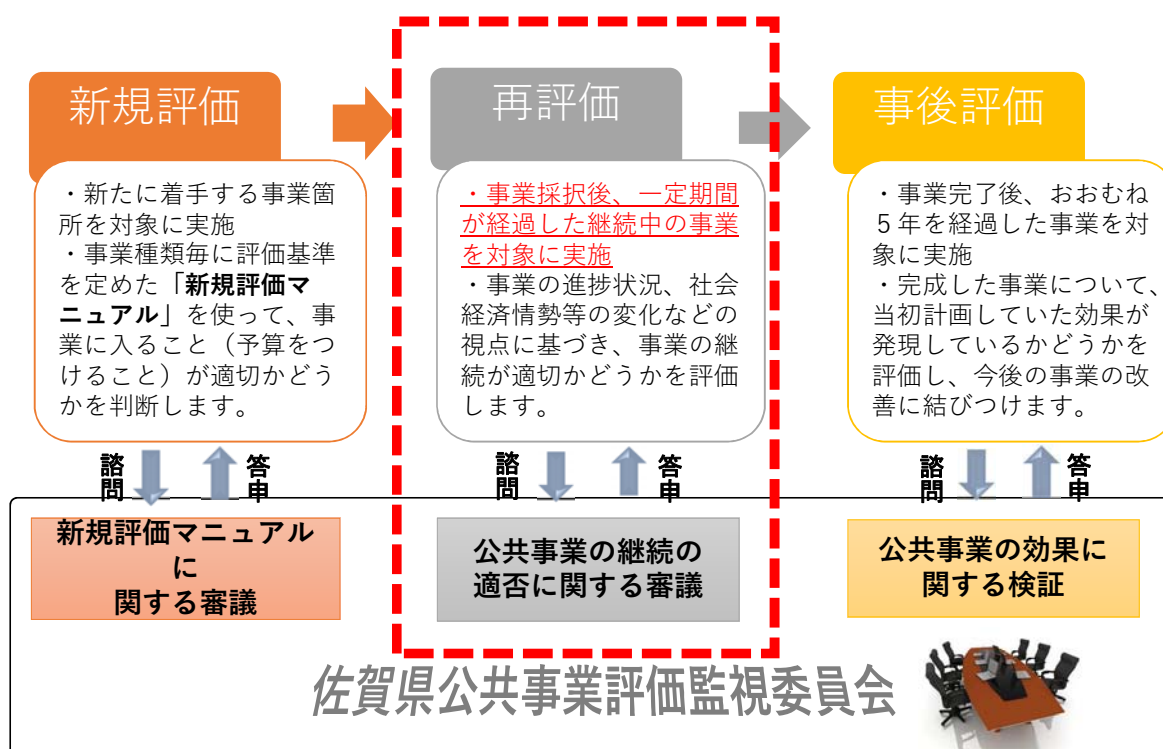 新規評価
・新たに着手する事業箇
所を対象に実施
・事業種類毎に評価基準
を定めた「新規評価マ
ニュアル」を使って、事
業に入ること（予算をつ
けること）が適切かどう
かを判断します。
諮問
答申
新規評価マニュアル
に
関する審議
再評価
・事業採択後、一定期間
が経過した継続中の事業
を対象に実施
・事業の進捗状況、社会
経済情勢等の変化などの
視点に基づき、事業の継
続が適切かどうかを評価
します。
諮問
答申
公共事業の継続の
適否に関する審議
事後評価
・事業完了後、おおむね
５年を経過した事業を対
象に実施
・完成した事業について、
当初計画していた効果が
発現しているかどうかを
評価し、今後の事業の改
善に結びつけます。
諮問
答申
公共事業の効果に
関する検証
佐賀県公共事業評価監視委員会